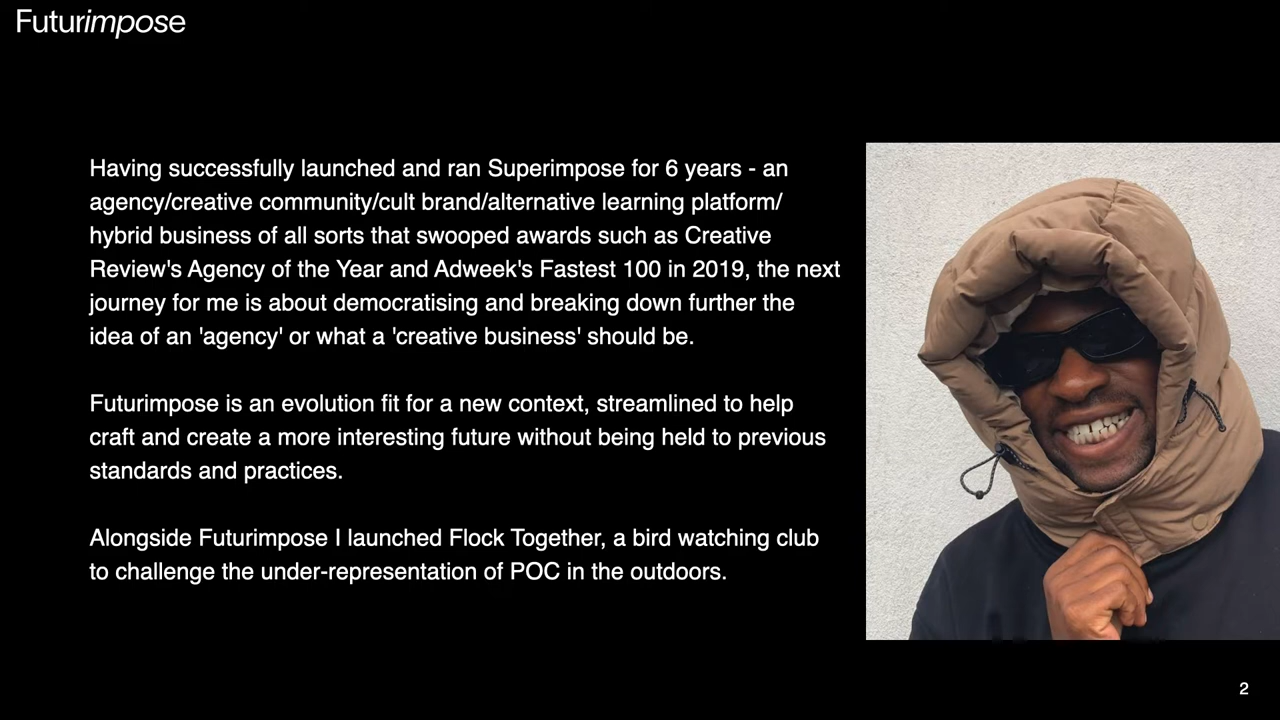 Futurimpose
Having successfully launched and ran Superimpose for 6 years - an
agency/creative community/cult brand/alternative learning platform/
hybrid business of all sorts that swooped awards such as Creative
Review's Agency of the Year and Adweek's Fastest 100 in 2019, the next
journey for me is about democratising and breaking down further the
idea of an 'agency' or what a 'creative business' should be.
Futurimpose is an evolution fit for a new context, streamlined to help
craft and create a more interesting future without being held to previous
standards and practices.
Alongside Futurimpose I launched Flock Together, a bird watching club
to challenge the under-representation of POC in the outdoors.
2